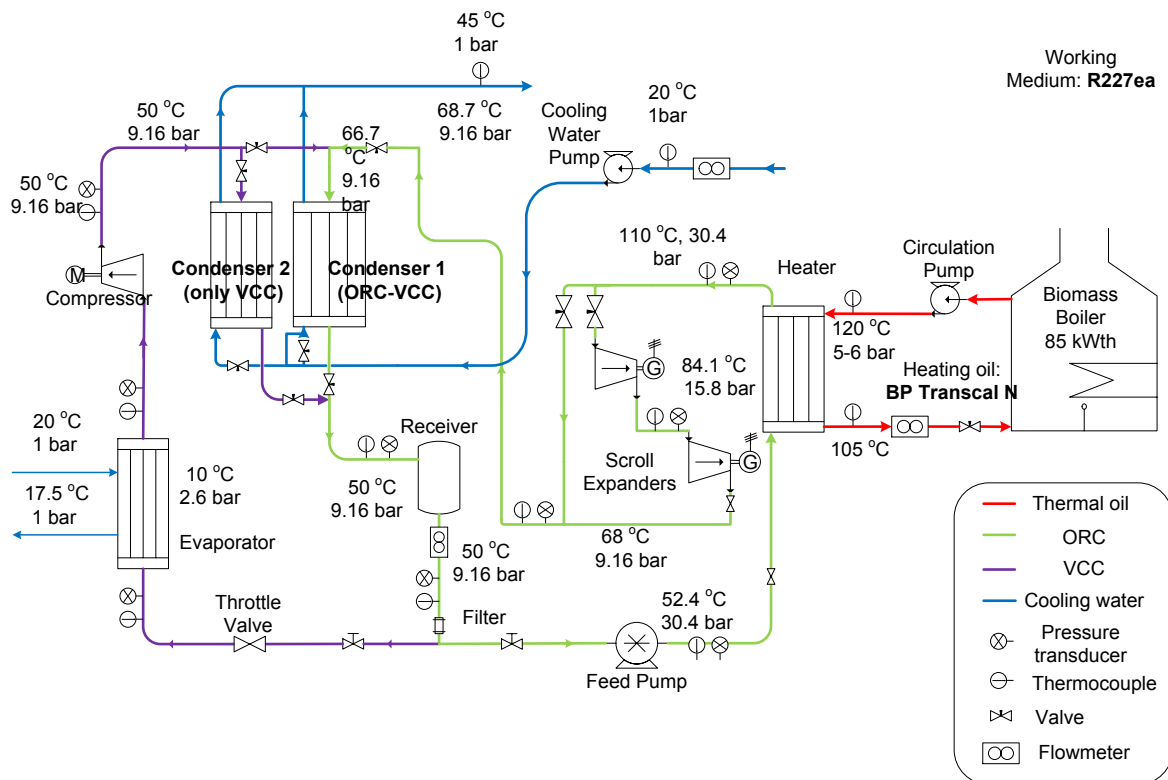 45 °C
1 bar
Working
Medium: R227ea
50 °C
9.16 bar
68.7 °C
9.16 bar
Cooling
Water
Pump
20 °C
1bar
66.7
°C
9.16
bar
50 °C
9.16 bar
M
Compressor
Condenser 2
(only VCC)
Condenser 1
(ORC-VCC)
110 °C, 30.4
bar
Heater
Circulation
Pump
Biomass
Boiler
85 kWth
120 °C
5-6 bar
G
84.1 °C
15.8 bar
Heating oil:
BP Transcal N
105 °C
20 °C
1 bar
17.5 °C
1 bar
10 °C
2.6 bar
Evaporator
Receiver
50 °C
9.16 bar
G
Scroll
Expanders
68 °C
9.16 bar
50 °C
9.16 bar
Throttle
Valve
Filter
52.4 °C
30.4 bar
Feed Pump
Thermal oil
ORC
VCC
Cooling water
Pressure
transducer
Thermocouple
Valve
Flowmeter